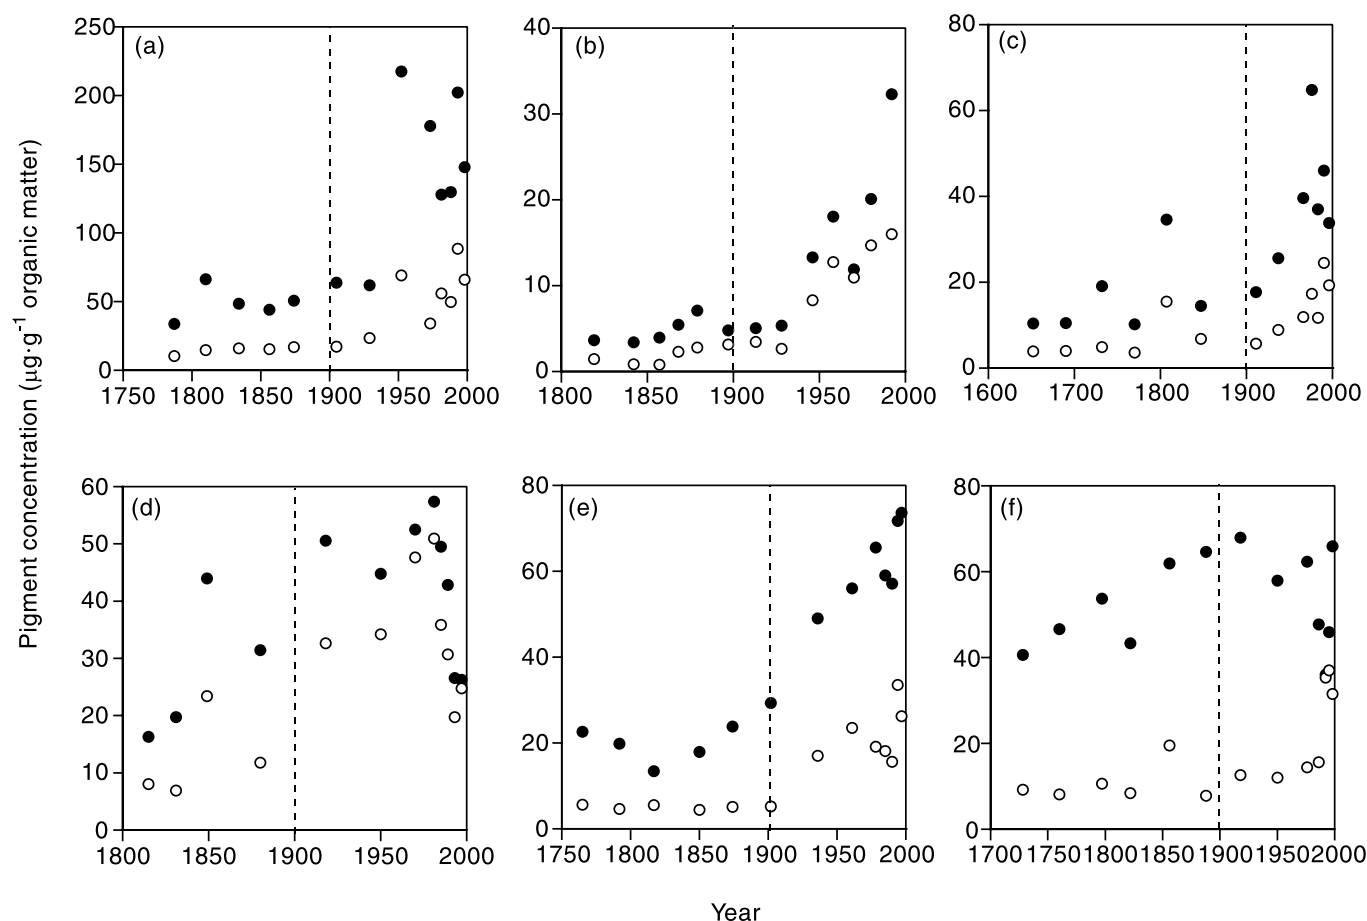 Pigment concentration (µg·g⁻¹ organic matter)
250
200
150
100
50
0
(a)
1750 1800 1850 1900 1950 2000
40
30
20
10
0
(b)
1800 1850 1900 1950 2000
80
60
40
20
0
(c)
1600 1700 1800 1900 2000
60
50
40
30
20
10
0
(d)
1800 1850 1900 1950 2000
80
60
40
20
0
(e)
1750 1800 1850 1900 1950 2000
80
60
40
20
0
(f)
1700 1750 1800 1850 1900 1950 2000
Year